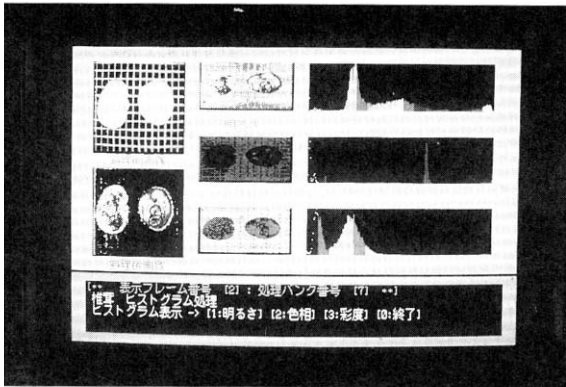 [** 表示フレーム番号 [2] : 処理バンク番号 [7] **]
椎茸 ヒストグラム処理
ヒストグラム表示 -> [1:明るさ] [2:色相] [3:彩度] [0:終了]